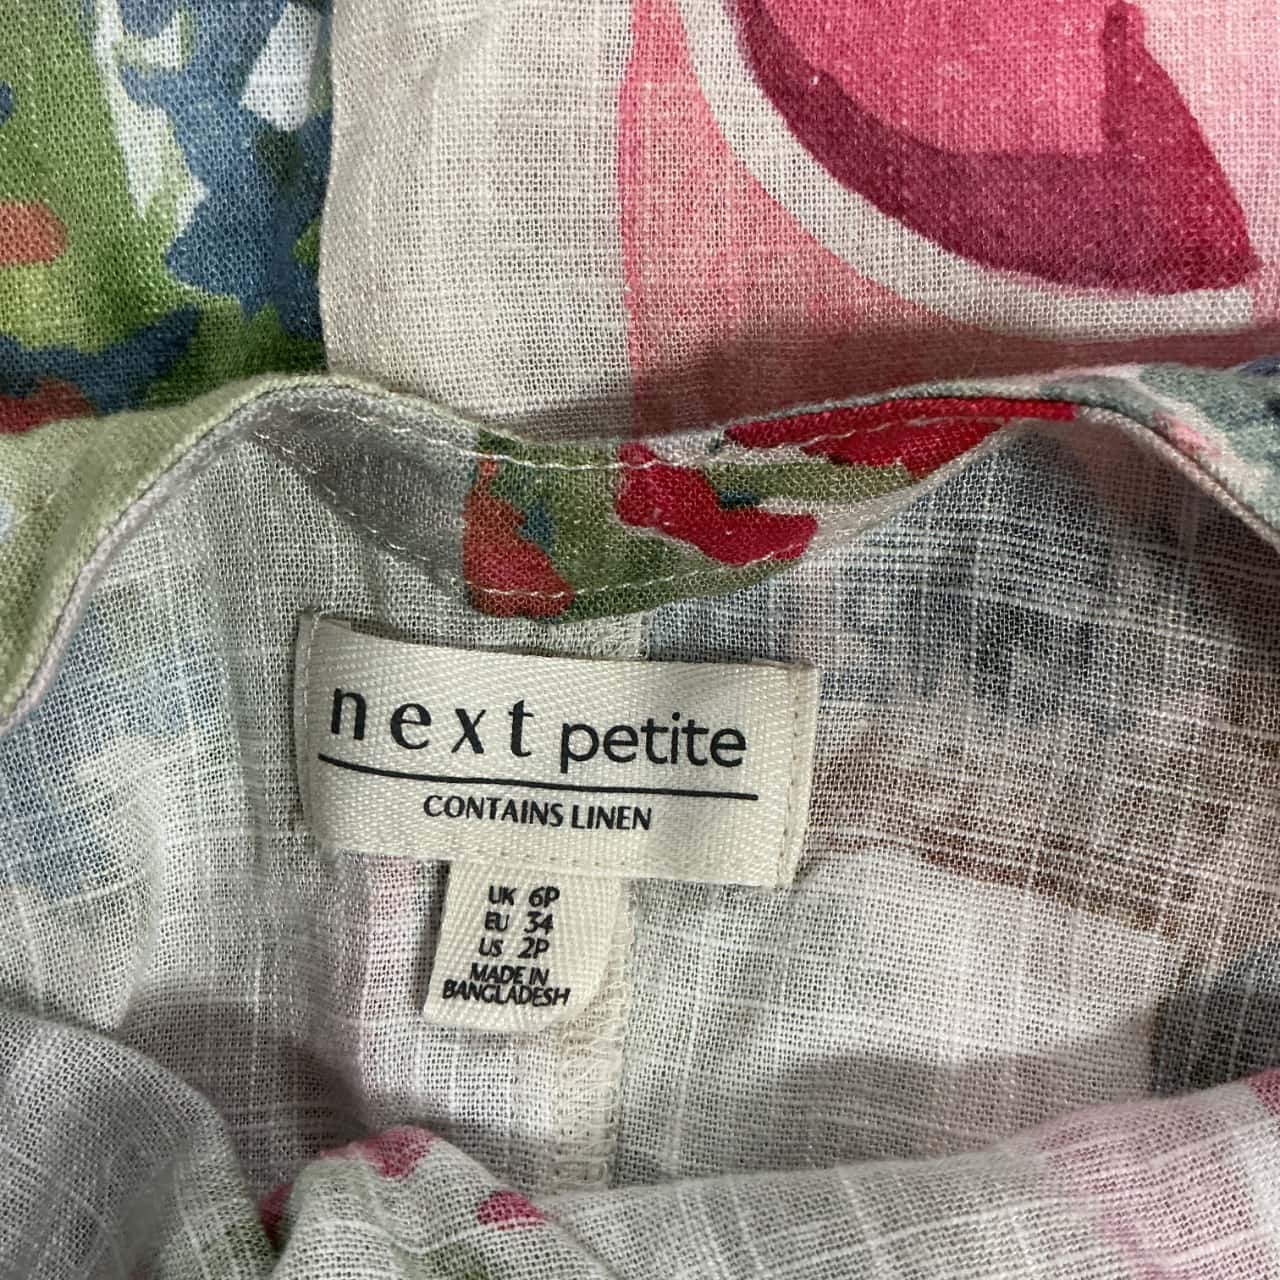 next petite
CONTAINS LINEN
UK 6P
EU 34
US 2P
MADE IN
BANGLADESH